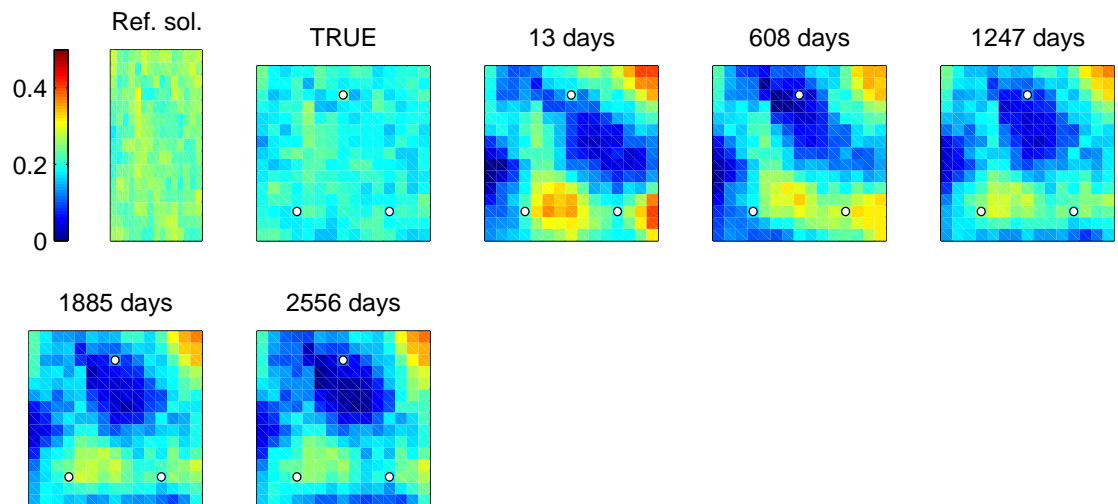 Ref. sol.
TRUE
13 days
608 days
1247 days
0.4
0.2
0
1885 days
2556 days